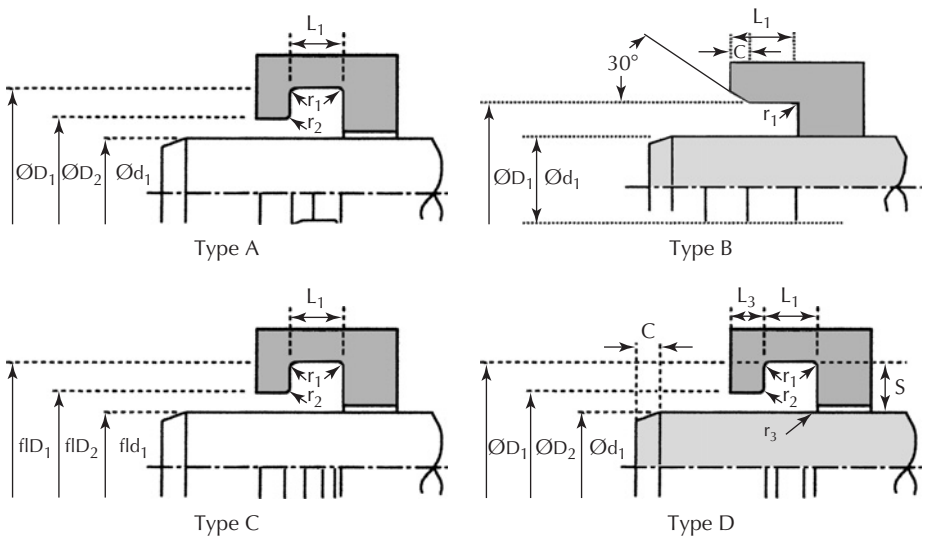 L₁
r₁
r₂
ØD₁ ØD₂ Ød₁
Type A
L₁
C
30°
r₁
ØD₁ Ød₁
Type B
L₁
r₁
r₂
flD₁ flD₂ fld₁
Type C
L₃ L₁
C
r₁
r₂
S
r₃
ØD₁ ØD₂ Ød₁
Type D